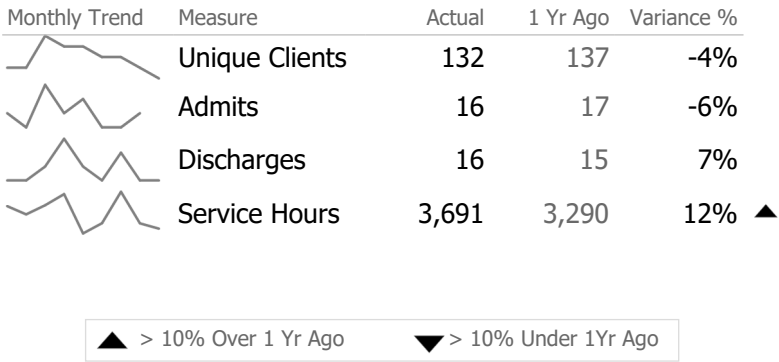 Monthly Trend Measure Actual 1 Yr Ago Variance %
Unique Clients 132 137 -4%
Admits 16 17 -6%
Discharges 16 15 7%
Service Hours 3,691 3,290 12% ▲
▲ > 10% Over 1 Yr Ago ▼ > 10% Under 1Yr Ago